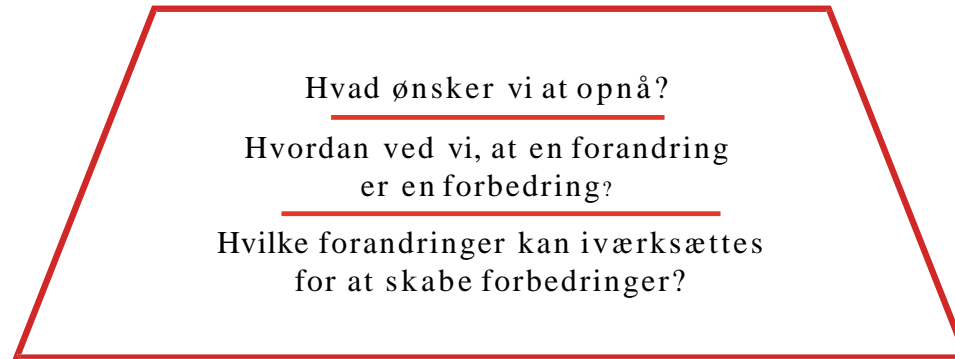 Hvad ønsker vi at opnå?
Hvordan ved vi, at en forandring
er en forbedring?
Hvilke forandringer kan iværksættes
for at skabe forbedringer?